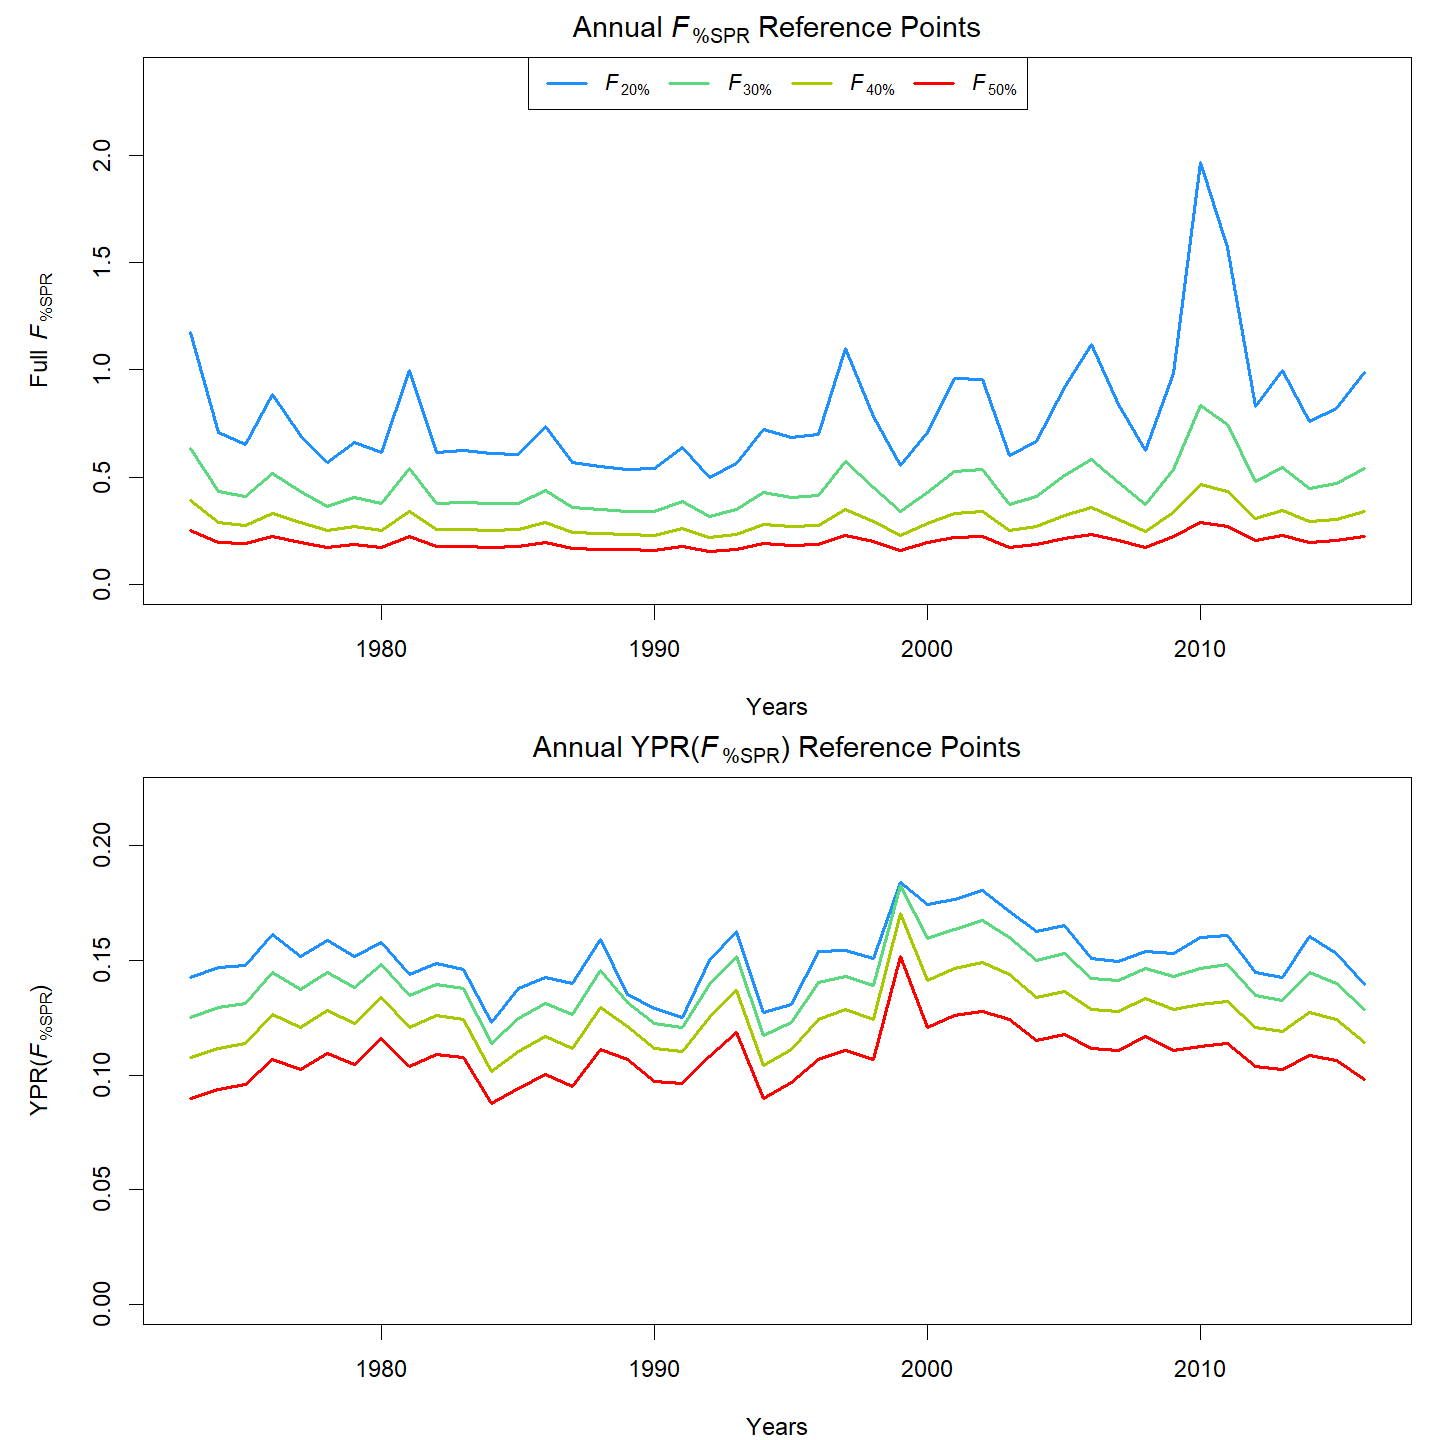 Annual F%SPR Reference Points
F20% F30% F40% F50%
Full F%SPR
2.0
1.5
1.0
0.5
0.0
1980 1990 2000 2010
Years
Annual YPR(F%SPR) Reference Points
YPR(F%SPR)
0.20
0.15
0.10
0.05
0.00
1980 1990 2000 2010
Years